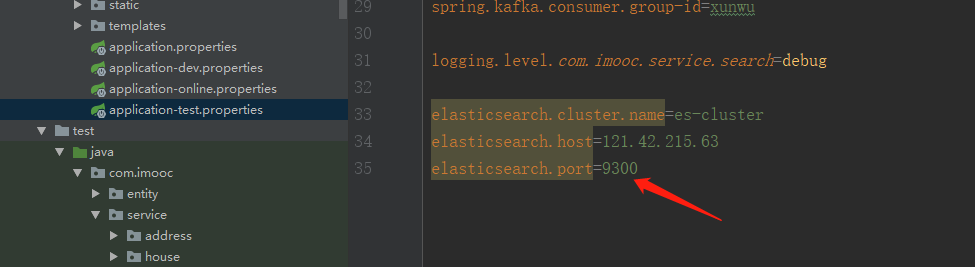 static
templates
application.properties
application-dev.properties
application-online.properties
application-test.properties
test
java
com.imooc
entity
service
address
house
29 spring.kafka.consumer.group-id=xunwu
30
31 logging.level.com.imooc.service.search=debug
32
33 elasticsearch.cluster.name=es-cluster
34 elasticsearch.host=121.42.215.63
35 elasticsearch.port=9300